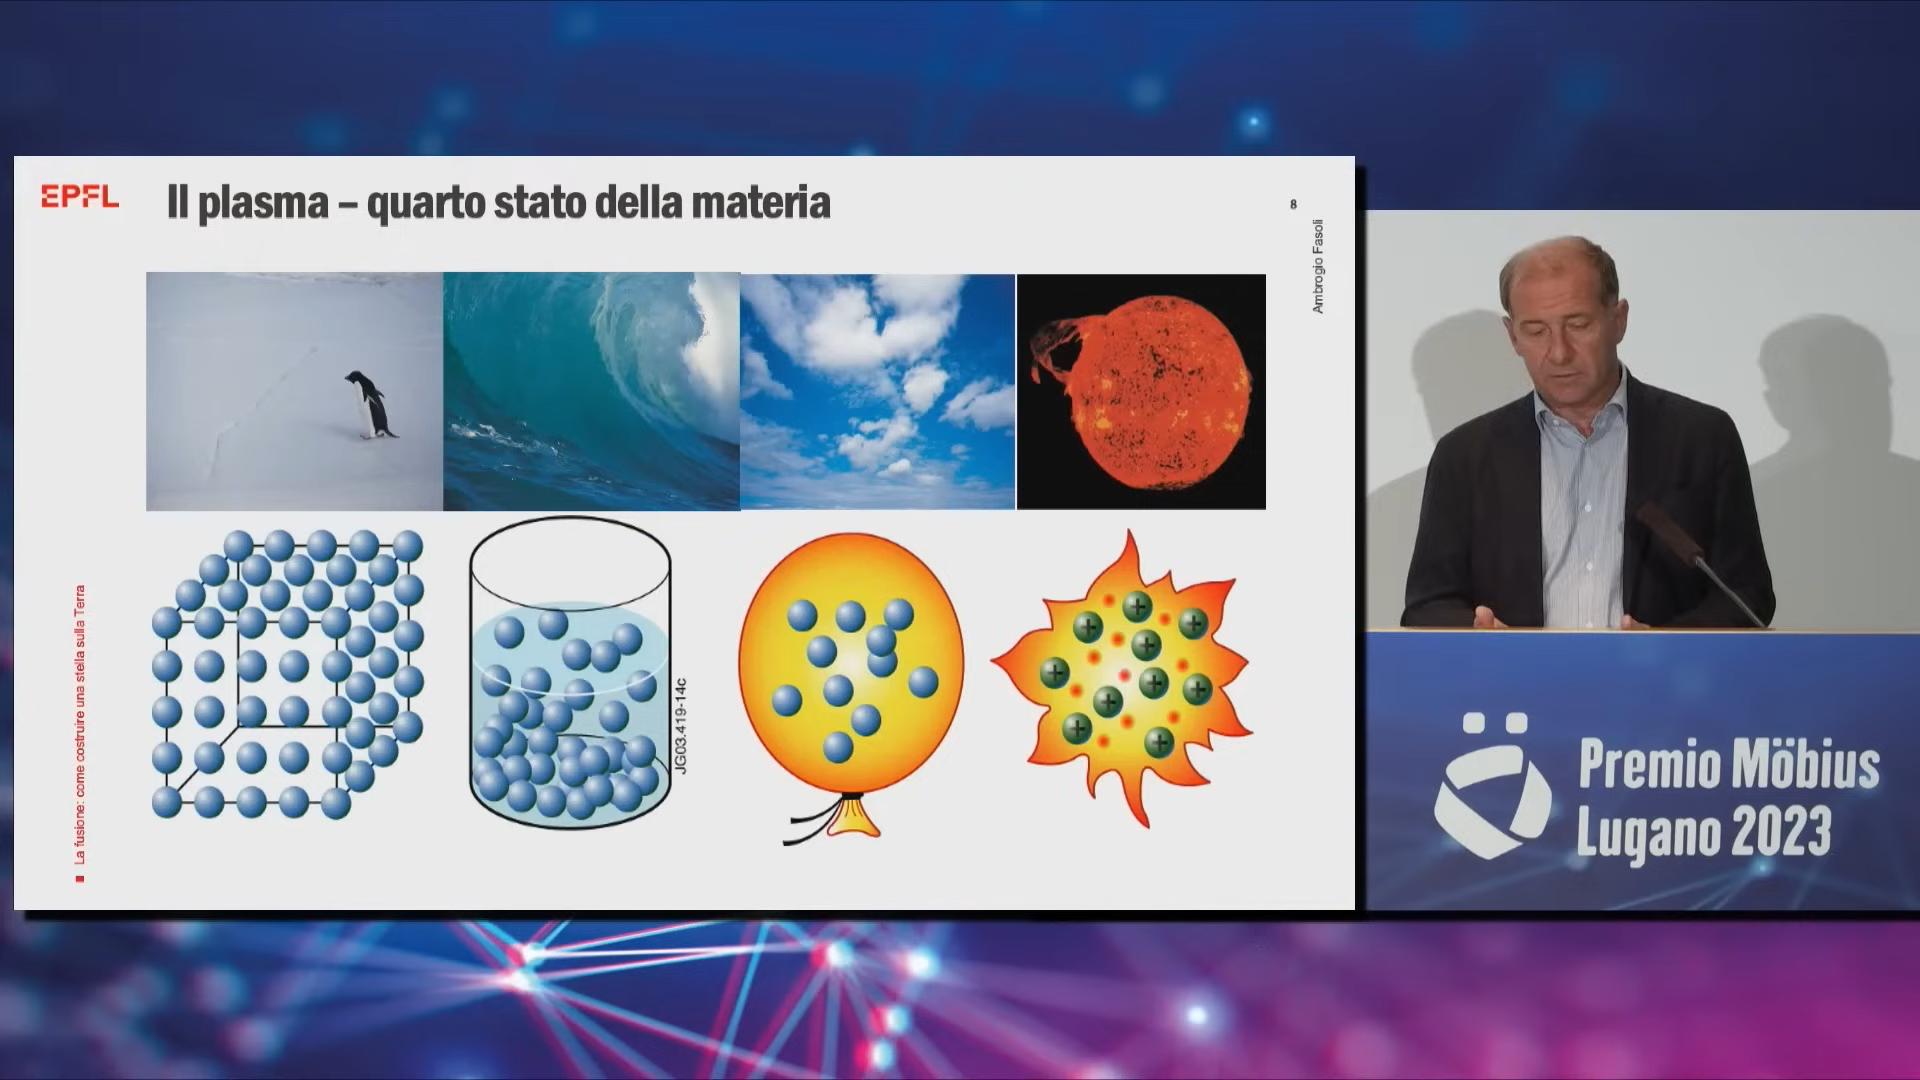 EPFL
Il plasma – quarto stato della materia
8
Ambrogio Fasoli
La fusione: come costruire una stella sulla Terra
JG03.419-14c
Premio Möbius
Lugano 2023